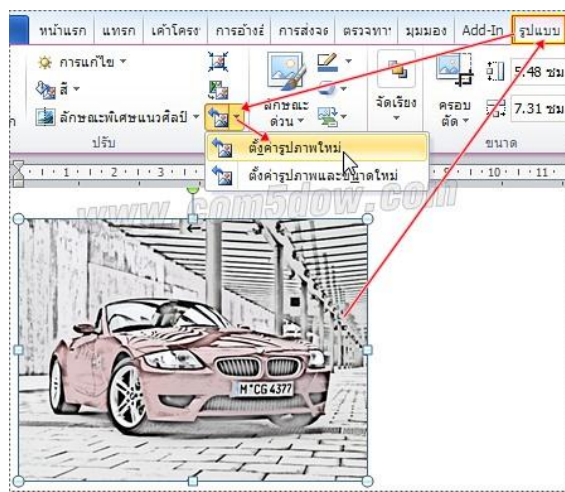 หน้าแรก แทรก เค้าโครง การอ้างอิ การส่งจด ตรวจทาน มุมมอง Add-In รูปแบบ
การแก้ไข
สี
ลักษณะพิเศษแนวศิลป์
ลักษณะ
ด่วน
จัดเรียง
ครอบ
ตัด
5.48 ซม
7.31 ซม
ปรับ
ขนาด
ตั้งค่ารูปภาพใหม่
ตั้งค่ารูปภาพและขนาดใหม่
1 2 3 9 10 11
www.com5dow.com
M CG 4377